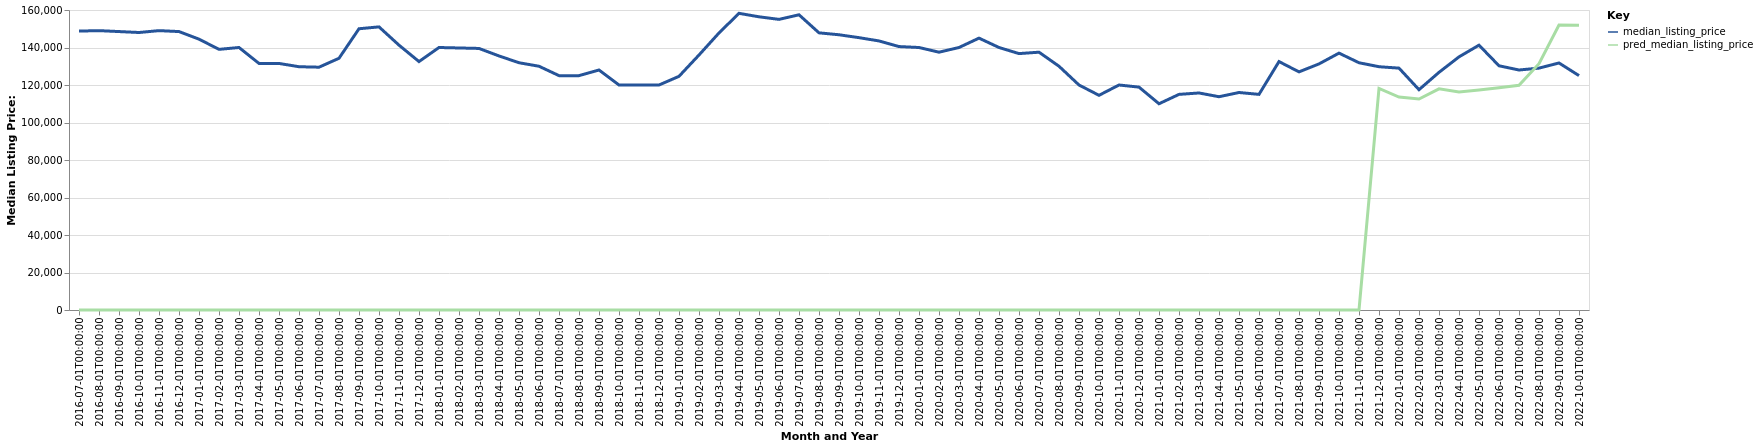 160,000
140,000
120,000
100,000
80,000
60,000
40,000
20,000
0
Median Listing Price:
2016-07-01T00:00:00
2016-08-01T00:00:00
2016-09-01T00:00:00
2016-10-01T00:00:00
2016-11-01T00:00:00
2016-12-01T00:00:00
2017-01-01T00:00:00
2017-02-01T00:00:00
2017-03-01T00:00:00
2017-04-01T00:00:00
2017-05-01T00:00:00
2017-06-01T00:00:00
2017-07-01T00:00:00
2017-08-01T00:00:00
2017-09-01T00:00:00
2017-10-01T00:00:00
2017-11-01T00:00:00
2017-12-01T00:00:00
2018-01-01T00:00:00
2018-02-01T00:00:00
2018-03-01T00:00:00
2018-04-01T00:00:00
2018-05-01T00:00:00
2018-06-01T00:00:00
2018-07-01T00:00:00
2018-08-01T00:00:00
2018-09-01T00:00:00
2018-10-01T00:00:00
2018-11-01T00:00:00
2018-12-01T00:00:00
2019-01-01T00:00:00
2019-02-01T00:00:00
2019-03-01T00:00:00
2019-04-01T00:00:00
2019-05-01T00:00:00
2019-06-01T00:00:00
2019-07-01T00:00:00
2019-08-01T00:00:00
2019-09-01T00:00:00
2019-10-01T00:00:00
2019-11-01T00:00:00
2019-12-01T00:00:00
2020-01-01T00:00:00
2020-02-01T00:00:00
2020-03-01T00:00:00
2020-04-01T00:00:00
2020-05-01T00:00:00
2020-06-01T00:00:00
2020-07-01T00:00:00
2020-08-01T00:00:00
2020-09-01T00:00:00
2020-10-01T00:00:00
2020-11-01T00:00:00
2020-12-01T00:00:00
2021-01-01T00:00:00
2021-02-01T00:00:00
2021-03-01T00:00:00
2021-04-01T00:00:00
2021-05-01T00:00:00
2021-06-01T00:00:00
2021-07-01T00:00:00
2021-08-01T00:00:00
2021-09-01T00:00:00
2021-10-01T00:00:00
2021-11-01T00:00:00
2021-12-01T00:00:00
2022-01-01T00:00:00
2022-02-01T00:00:00
2022-03-01T00:00:00
2022-04-01T00:00:00
2022-05-01T00:00:00
2022-06-01T00:00:00
2022-07-01T00:00:00
2022-08-01T00:00:00
2022-09-01T00:00:00
2022-10-01T00:00:00
Month and Year
Key
median_listing_price
pred_median_listing_price